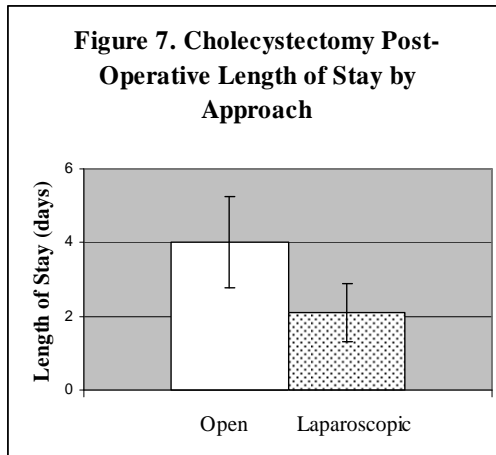 Figure 7. Cholecystectomy Post-
Operative Length of Stay by
Approach
Length of Stay (days)
6
4
2
0
Open Laparoscopic